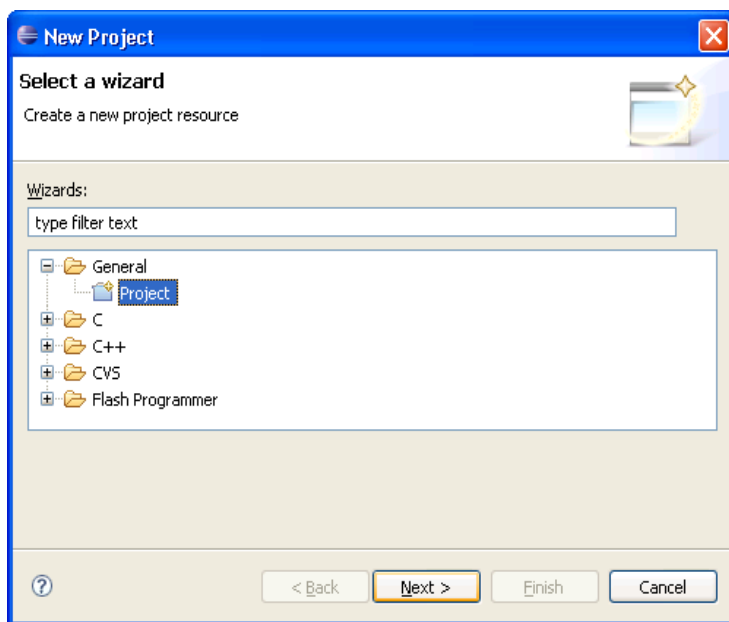 New Project
Select a wizard
Create a new project resource
Wizards:
type filter text
General
Project
C
C++
CVS
Flash Programmer
< Back Next > Finish Cancel